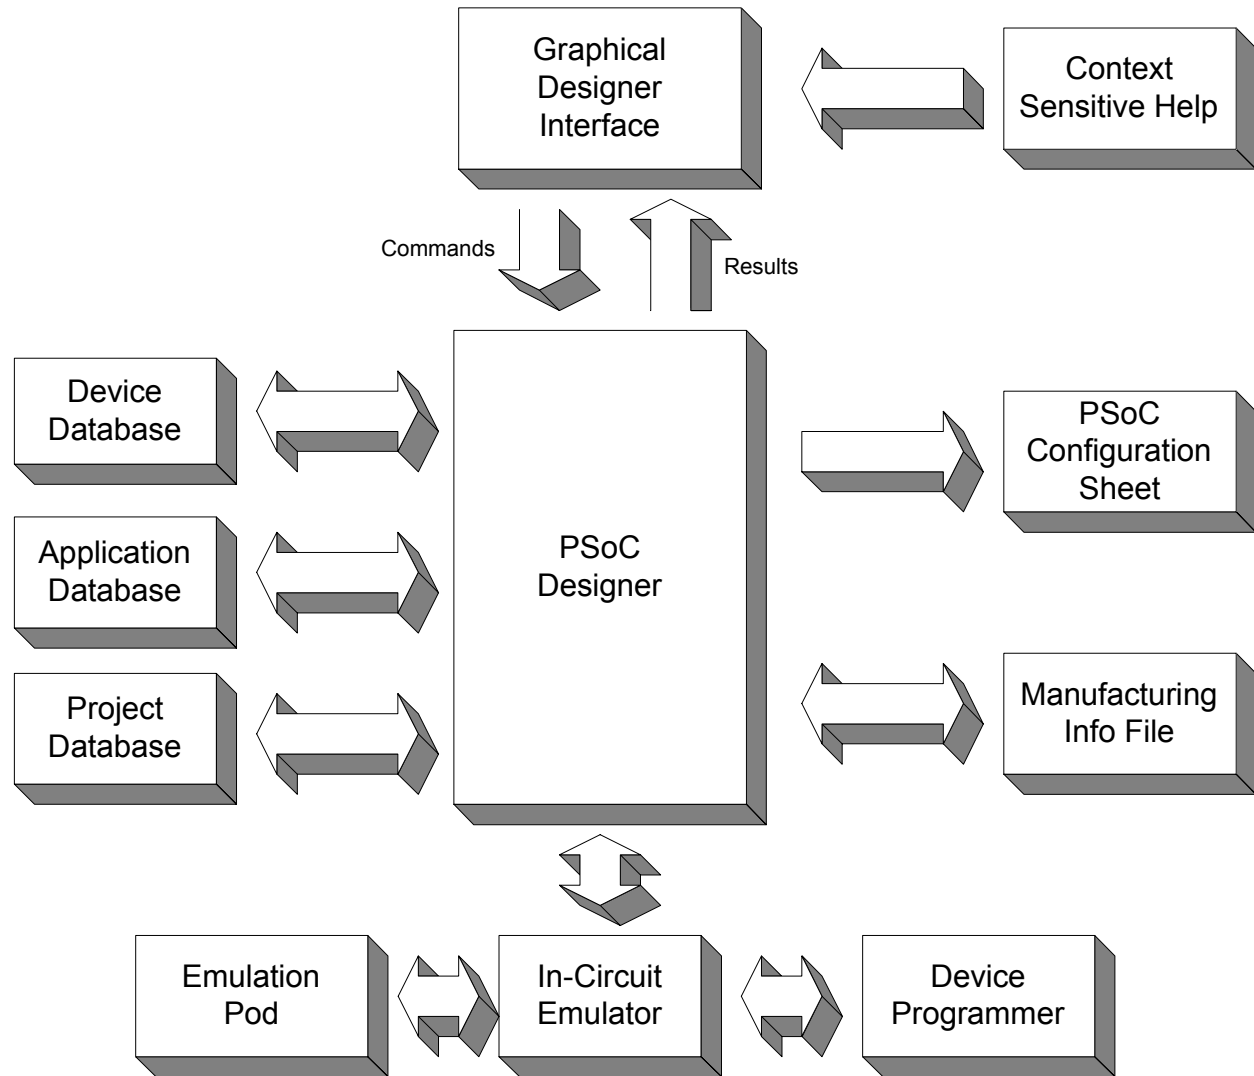 Graphical
Designer
Interface
Context
Sensitive Help
Commands
Results
Device
Database
Application
Database
Project
Database
PSoC
Designer
PSoC
Configuration
Sheet
Manufacturing
Info File
Emulation
Pod
In-Circuit
Emulator
Device
Programmer